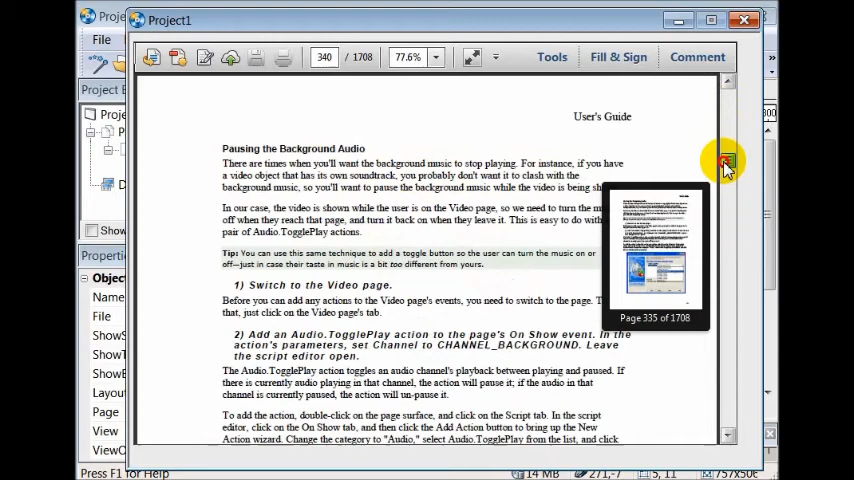 Proje
Project1
File
340 / 1708
77.6%
Tools
Fill & Sign
Comment
Project E
Proje
P
D
Show
Properties
Object
Name
File
ShowS
ShowT
ShowE
Layou
Page
View
ViewO
User's Guide
Pausing the Background Audio
There are times when you'll want the background music to stop playing. For instance, if you have
a video object that has its own soundtrack, you probably don't want it to clash with the
background music, so you'll want to pause the background music while the video is being sh
In our case, the video is shown while the user is on the Video page, so we need to turn the mu
off when they reach that page, and turn it back on when they leave it. This is easy to do with
pair of Audio.TogglePlay actions.
Tip: You can use this same technique to add a toggle button so the user can turn the music on or
off—just in case their taste in music is a bit too different from yours.
1) Switch to the Video page.
Before you can add any actions to the Video page's events, you need to switch to the page. T
that, just click on the Video page's tab.
2) Add an Audio.TogglePlay action to the page's On Show event. In the
action's parameters, set Channel to CHANNEL_BACKGROUND. Leave
the script editor open.
The Audio.TogglePlay action toggles an audio channel's playback between playing and paused. If
there is currently audio playing in that channel, the action will pause it; if the audio in that
channel is currently paused, the action will un-pause it.
To add the action, double-click on the page surface, and click on the Script tab. In the script
editor, click on the On Show tab, and then click the Add Action button to bring up the New
Action wizard. Change the category to "Audio," select Audio.TogglePlay from the list, and click
Page 335 of 1708
800
Press F1 for Help
14 MB
271,-7
5, 11
757x50